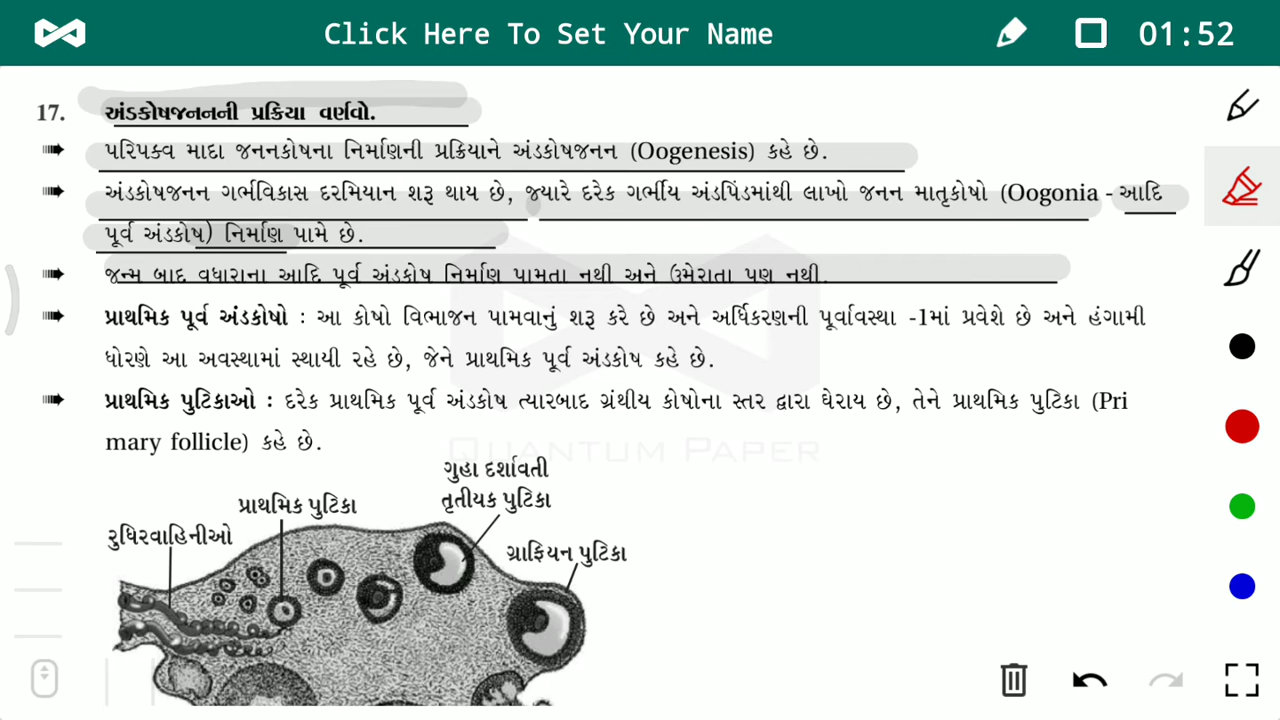 Click Here To Set Your Name
01:52
17. અંડકોષજનનની પ્રક્રિયા વર્ણવો.
પરિપક્વ માદા જનનકોષના નિર્માણની પ્રક્રિયાને અંડકોષજનન (Oogenesis) કહે છે.
અંડકોષજનન ગર્ભવિકાસ દરમિયાન શરૂ થાય છે, જ્યારે દરેક ગર્ભીય અંડપિંડમાંથી લાખો જનન માતૃકોષો (Oogonia - આદિ
પૂર્વ અંડકોષ) નિર્માણ પામે છે.
જન્મ બાદ વધારાના આદિ પૂર્વ અંડકોષ નિર્માણ પામતા નથી અને ઉમેરાતા પણ નથી.
પ્રાથમિક પૂર્વ અંડકોષો : આ કોષો વિભાજન પામવાનું શરૂ કરે છે અને અર્ધિકરણની પૂર્વાવસ્થા -1માં પ્રવેશે છે અને હંગામી
ધોરણે આ અવસ્થામાં સ્થાયી રહે છે, જેને પ્રાથમિક પૂર્વ અંડકોષ કહે છે.
પ્રાથમિક પુટિકાઓ : દરેક પ્રાથમિક પૂર્વ અંડકોષ ત્યારબાદ ગ્રંથીય કોષોના સ્તર દ્વારા ઘેરાય છે, તેને પ્રાથમિક પુટિકા (Pri
mary follicle) કહે છે.
QUANTUM PAPER
ગુહા દર્શાવતી
તૃતીયક પુટિકા
પ્રાથમિક પુટિકા
રુધિરવાહિનીઓ
ગ્રાફિયન પુટિકા